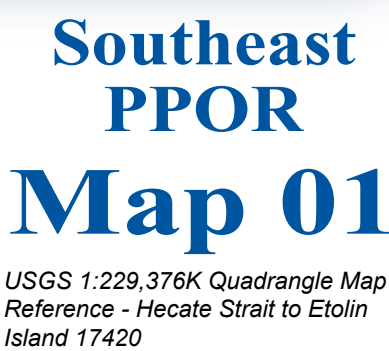 Southeast
PPOR
Map 01
USGS 1:229,376K Quadrangle Map
Reference - Hecate Strait to Etolin
Island 17420